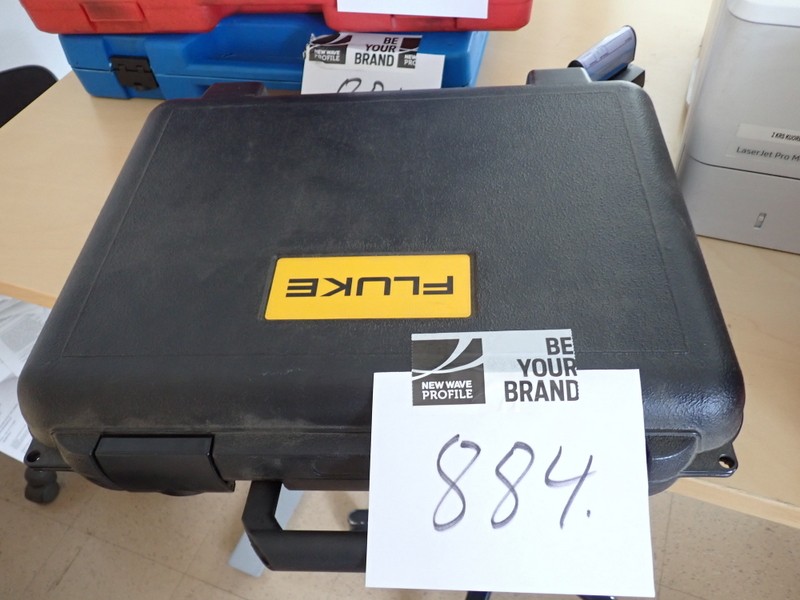 BE
YOUR
BRAND
NEW WAVE
PROFILE
FLUKE
LaserJet Pro M
BE
YOUR
BRAND
NEW WAVE
PROFILE
884.